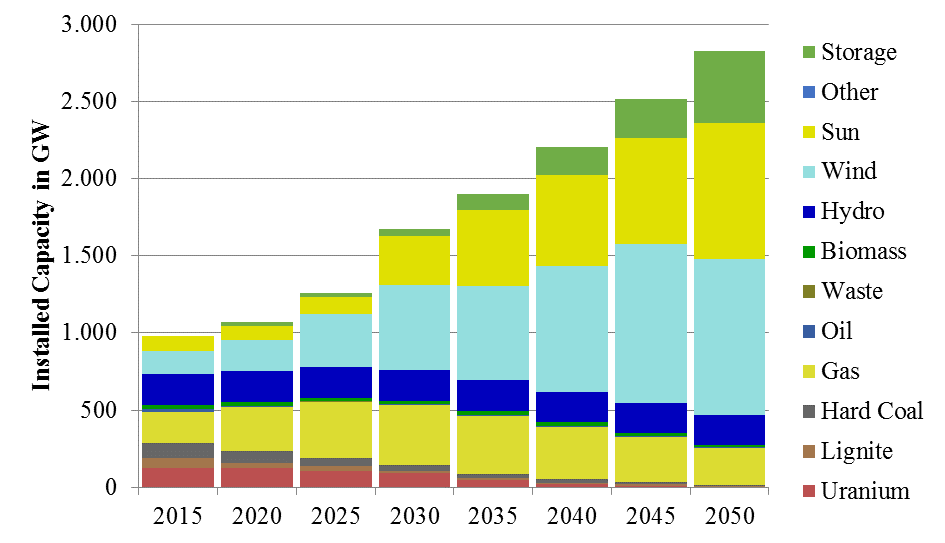 Installed Capacity in GW
3.000
2.500
2.000
1.500
1.000
500
0
2015 2020 2025 2030 2035 2040 2045 2050
Storage
Other
Sun
Wind
Hydro
Biomass
Waste
Oil
Gas
Hard Coal
Lignite
Uranium